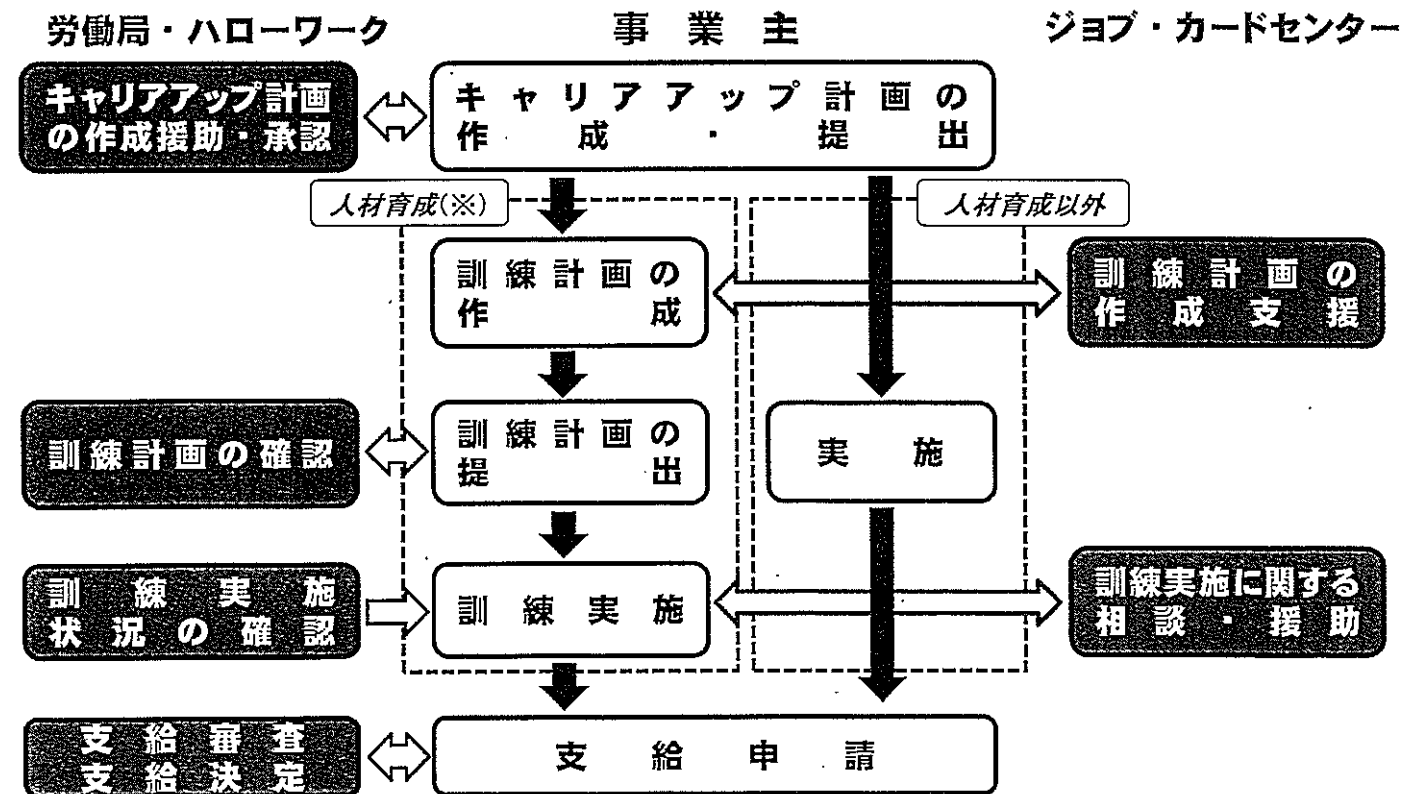 労働局・ハローワーク
事業主
ジョブ・カードセンター
キャリアアップ計画
の作成援助・承認
キャリアアップ計画の
作成・提出
人材育成(※)
人材育成以外
訓練計画の
作成
訓練計画の
作成支援
訓練計画の確認
訓練計画の
提出
実施
訓練実施
状況の確認
訓練実施
訓練実施に関する
相談・援助
支給審査
支給決定
支給申請